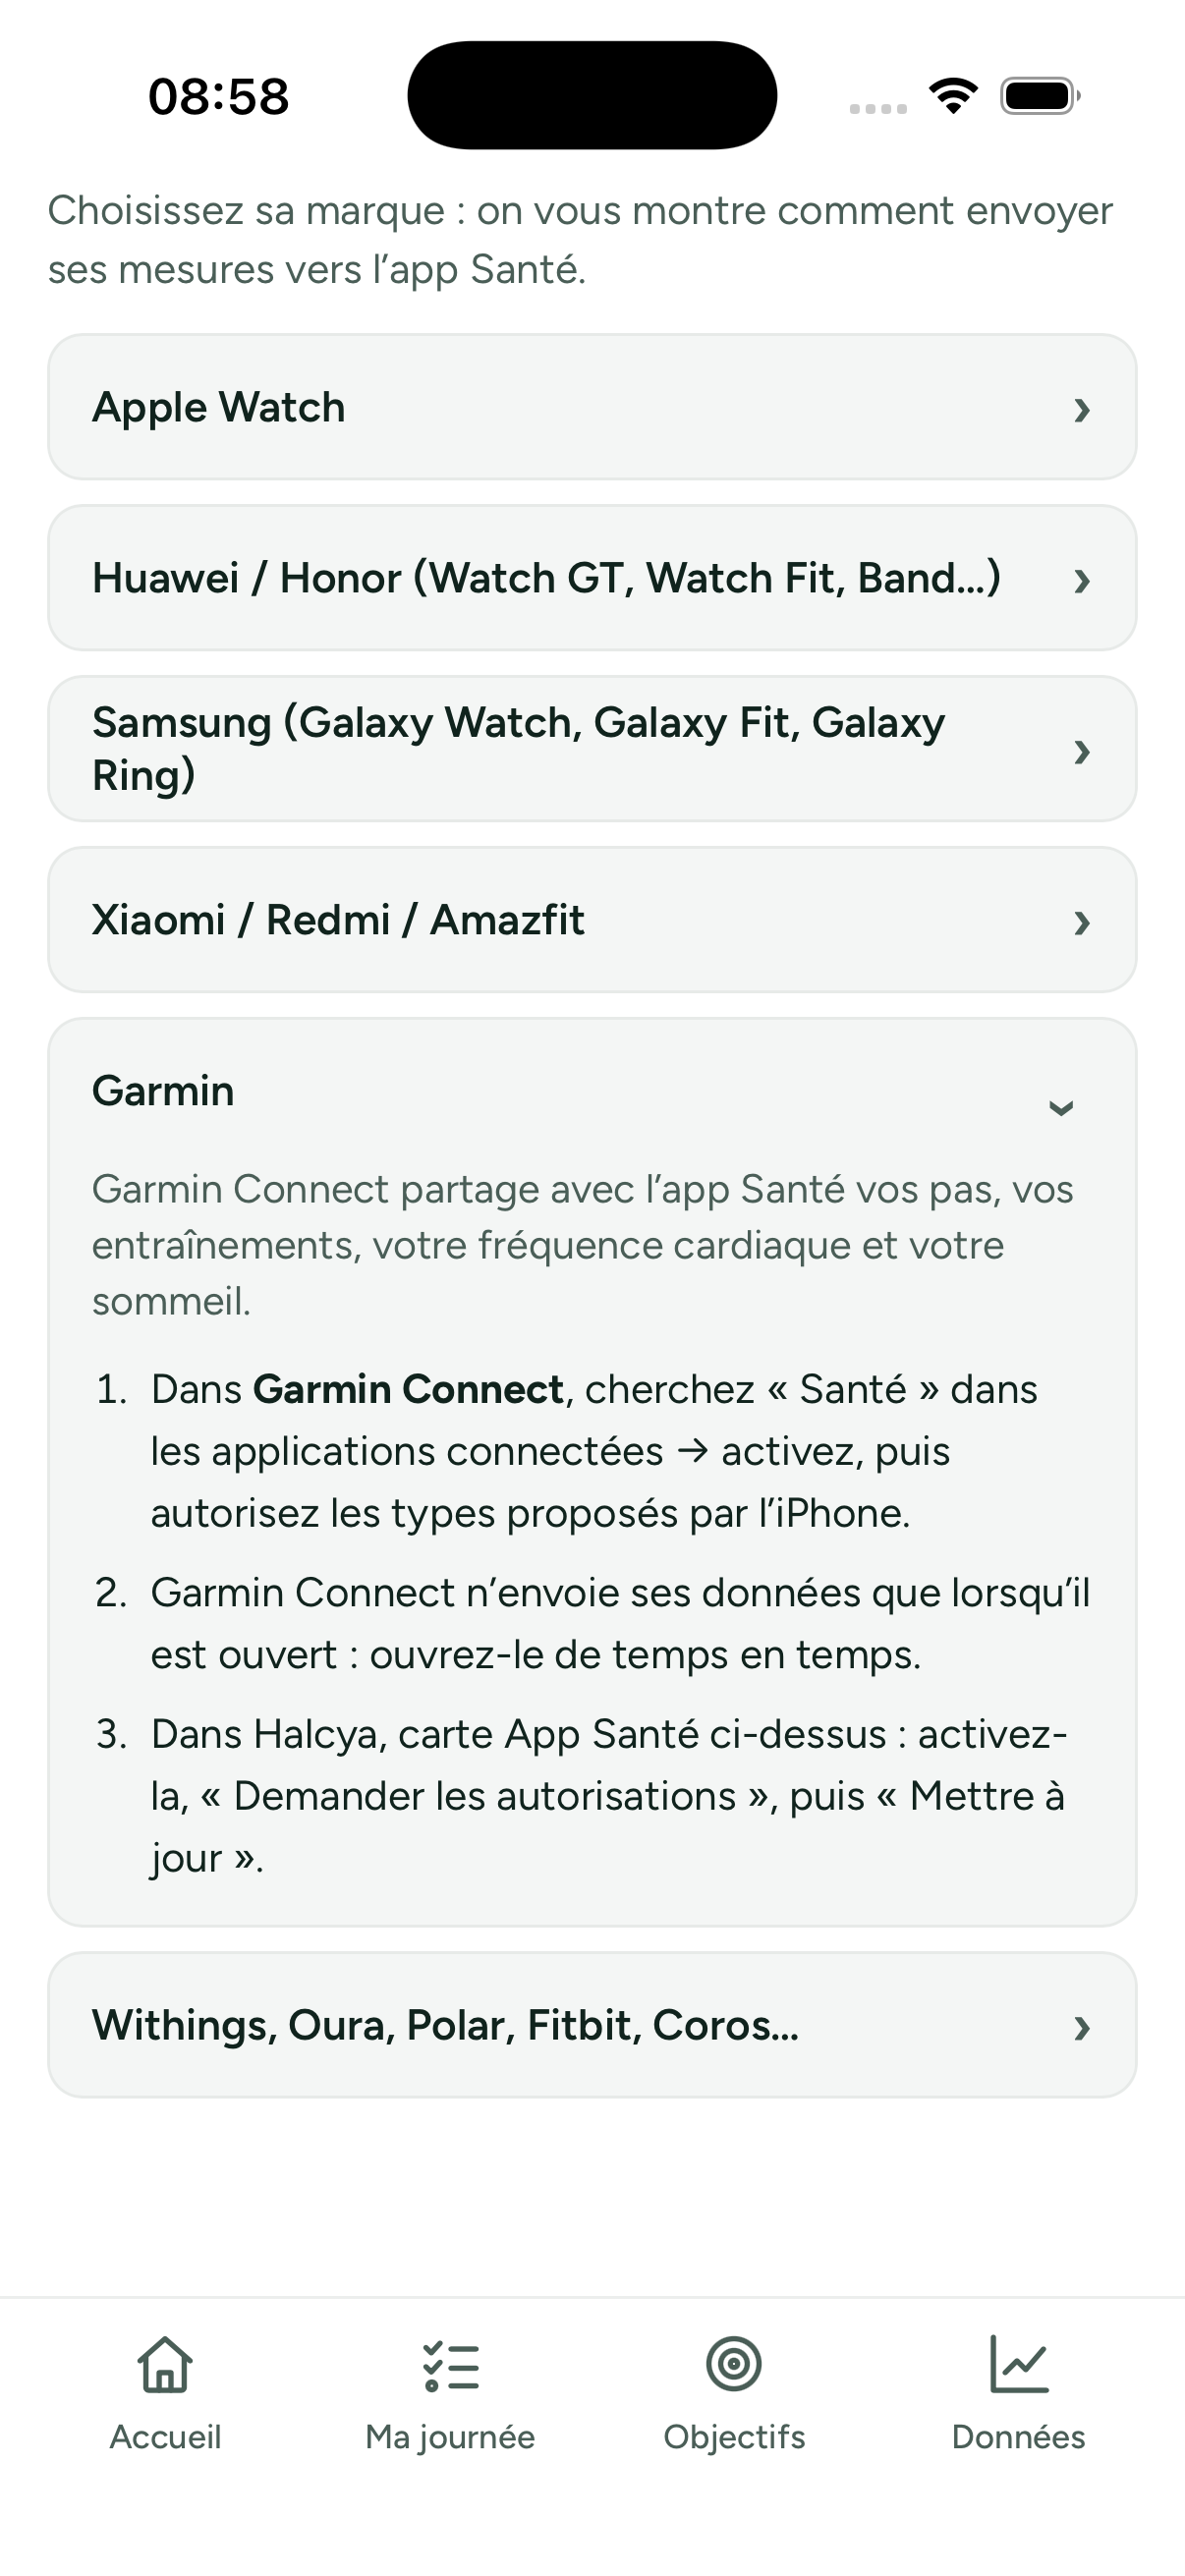 08:58
Choisissez sa marque : on vous montre comment envoyer
ses mesures vers l’app Santé.
Apple Watch
Huawei / Honor (Watch GT, Watch Fit, Band…)
Samsung (Galaxy Watch, Galaxy Fit, Galaxy
Ring)
Xiaomi / Redmi / Amazfit
Garmin
Garmin Connect partage avec l’app Santé vos pas, vos
entraînements, votre fréquence cardiaque et votre
sommeil.
1. Dans Garmin Connect, cherchez « Santé » dans
les applications connectées → activez, puis
autorisez les types proposés par l’iPhone.
2. Garmin Connect n’envoie ses données que lorsqu’il
est ouvert : ouvrez-le de temps en temps.
3. Dans Halcya, carte App Santé ci-dessus : activez-
la, « Demander les autorisations », puis « Mettre à
jour ».
Withings, Oura, Polar, Fitbit, Coros…
Accueil
Ma journée
Objectifs
Données